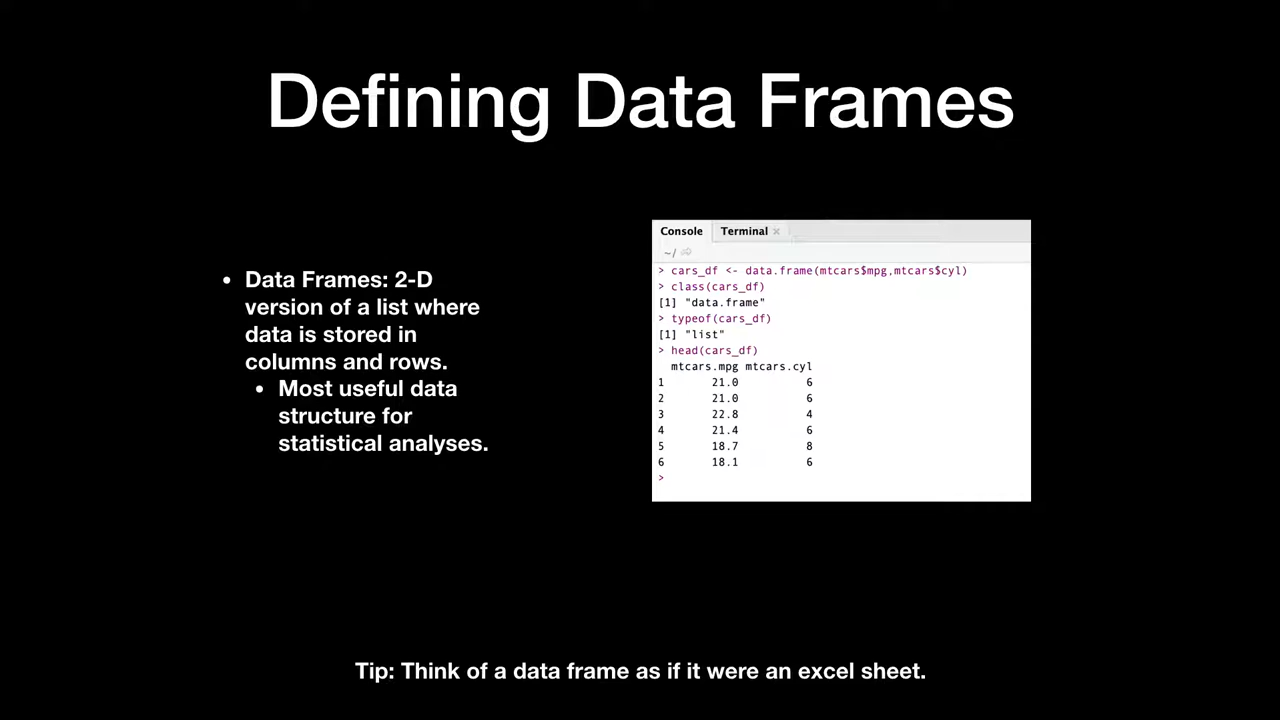 Defining Data Frames
• Data Frames: 2-D
version of a list where
data is stored in
columns and rows.
• Most useful data
structure for
statistical analyses.
Console Terminal ×
~/
> cars_df <- data.frame(mtcars$mpg,mtcars$cyl)
> class(cars_df)
[1] "data.frame"
> typeof(cars_df)
[1] "list"
> head(cars_df)
mtcars.mpg mtcars.cyl
1 21.0 6
2 21.0 6
3 22.8 4
4 21.4 6
5 18.7 8
6 18.1 6
>
Tip: Think of a data frame as if it were an excel sheet.